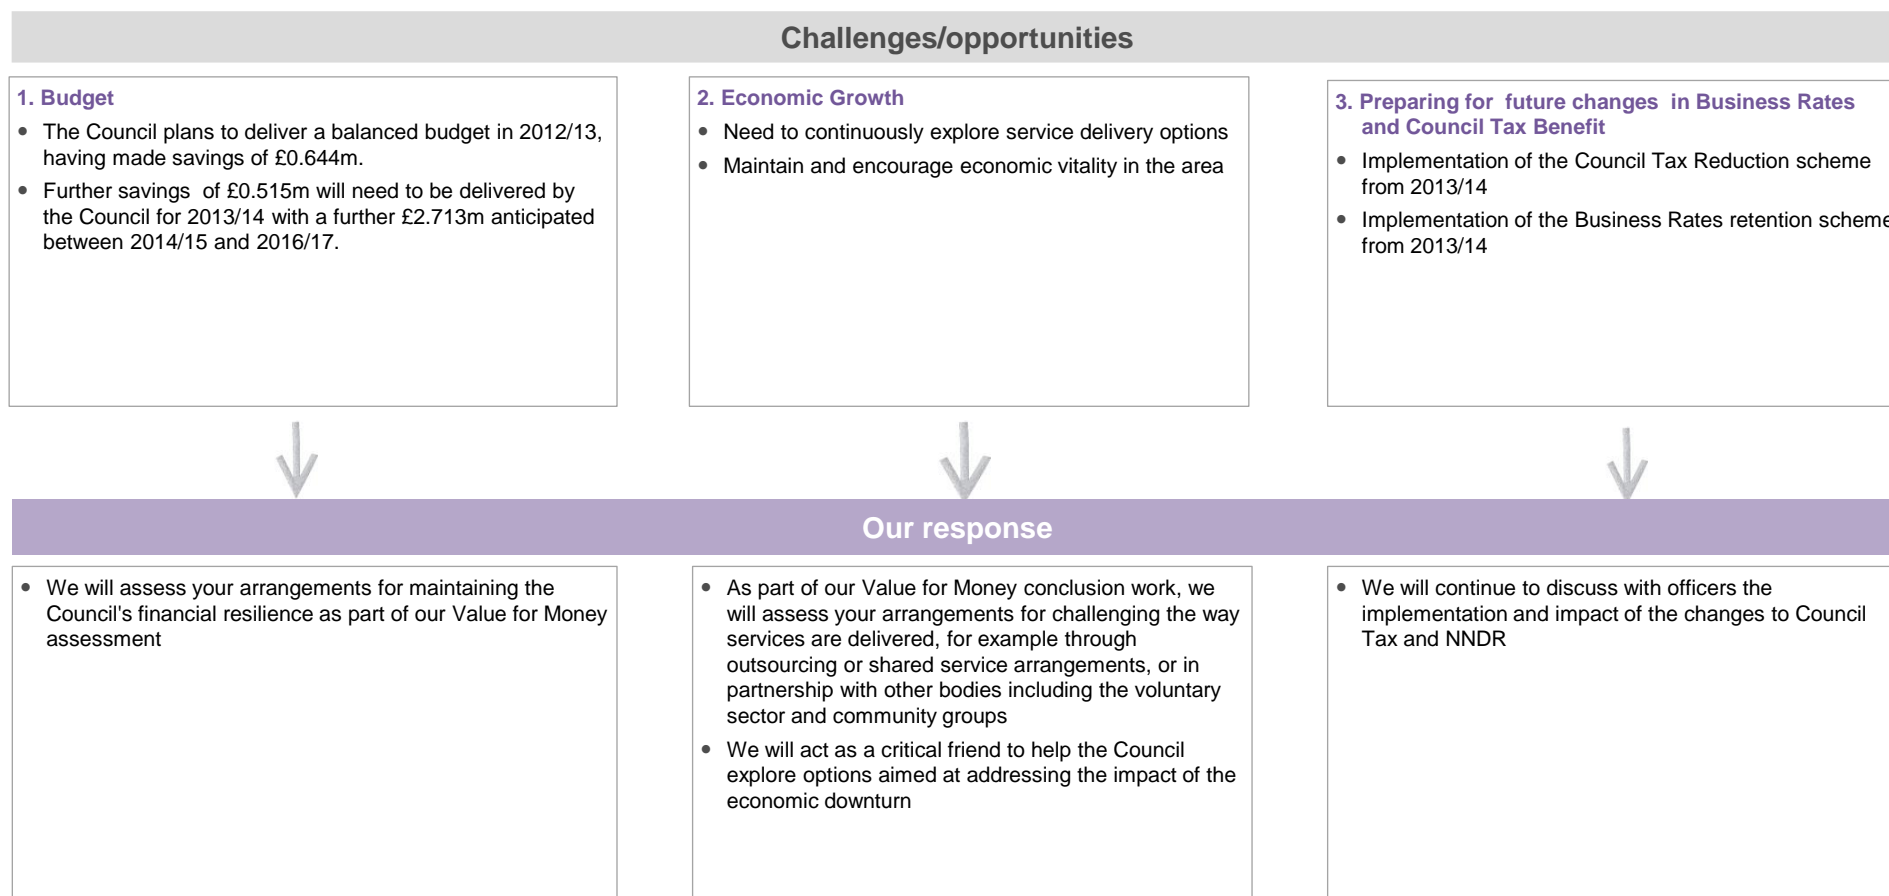 Challenges/opportunities
1. Budget
• The Council plans to deliver a balanced budget in 2012/13,
having made savings of £0.644m.
• Further savings of £0.515m will need to be delivered by
the Council for 2013/14 with a further £2.713m anticipated
between 2014/15 and 2016/17.
2. Economic Growth
• Need to continuously explore service delivery options
• Maintain and encourage economic vitality in the area
3. Preparing for future changes in Business Rates
and Council Tax Benefit
• Implementation of the Council Tax Reduction scheme
from 2013/14
• Implementation of the Business Rates retention scheme
from 2013/14
Our response
• We will assess your arrangements for maintaining the
Council's financial resilience as part of our Value for Money
assessment
• As part of our Value for Money conclusion work, we
will assess your arrangements for challenging the way
services are delivered, for example through
outsourcing or shared service arrangements, or in
partnership with other bodies including the voluntary
sector and community groups
• We will act as a critical friend to help the Council
explore options aimed at addressing the impact of the
economic downturn
• We will continue to discuss with officers the
implementation and impact of the changes to Council
Tax and NNDR